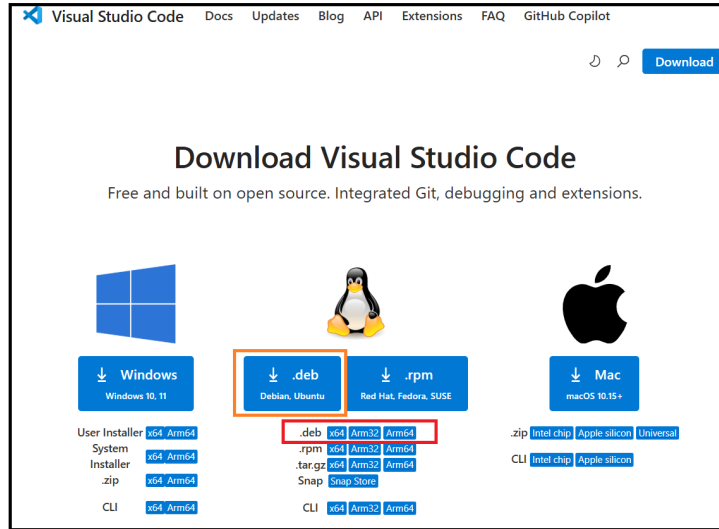 Visual Studio Code Docs Updates Blog API Extensions FAQ GitHub Copilot
Download
Download Visual Studio Code
Free and built on open source. Integrated Git, debugging and extensions.
Windows
Windows 10, 11
.deb
Debian, Ubuntu
.rpm
Red Hat, Fedora, SUSE
Mac
macOS 10.15+
User Installer x64 Arm64
System
Installer x64 Arm64
.zip x64 Arm64
CLI x64 Arm64
.deb x64 Arm32 Arm64
.rpm x64 Arm32 Arm64
.tar.gz x64 Arm32 Arm64
Snap Snap Store
CLI x64 Arm32 Arm64
.zip Intel chip Apple silicon Universal
CLI Intel chip Apple silicon